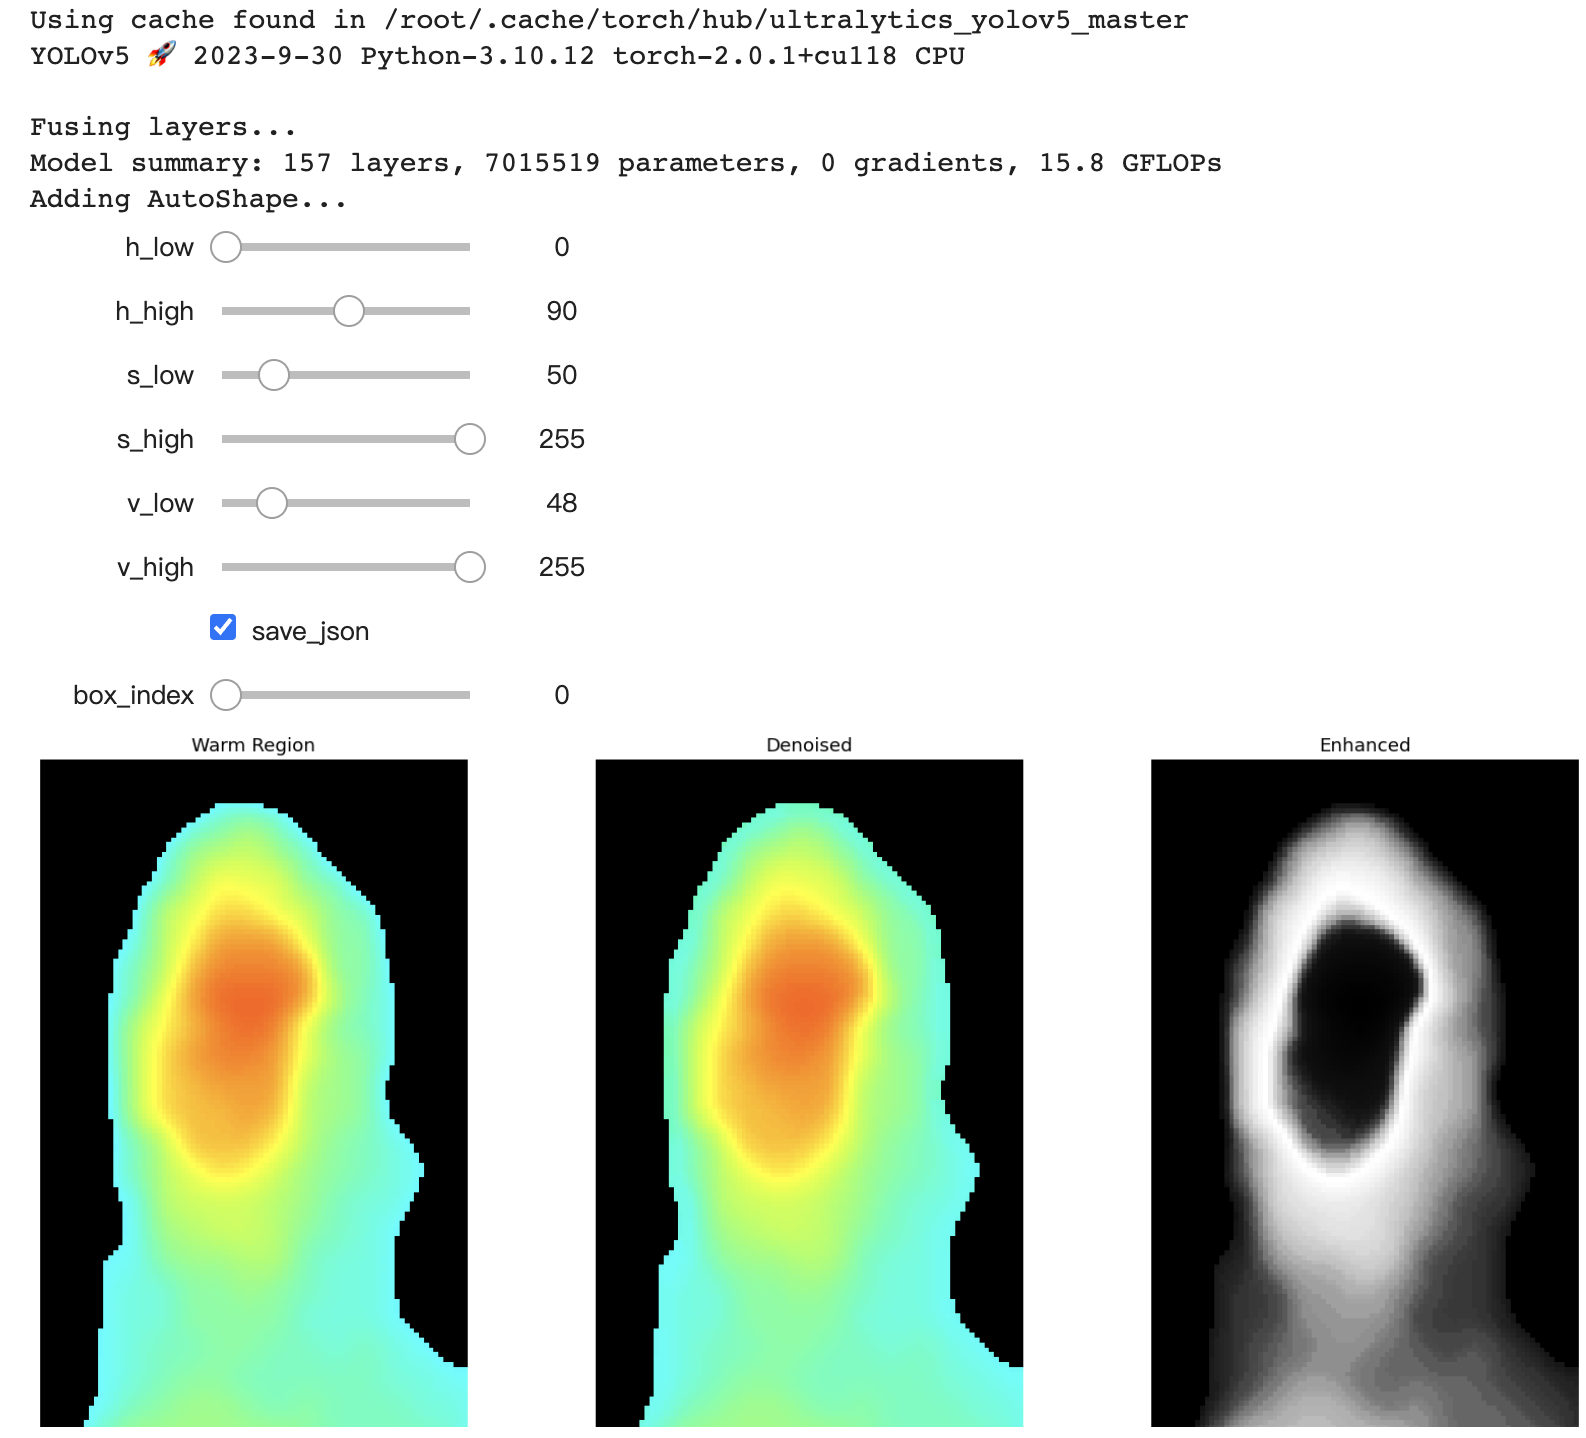 Using cache found in /root/.cache/torch/hub/ultralytics_yolov5_master
YOLOv5 🚀 2023-9-30 Python-3.10.12 torch-2.0.1+cu118 CPU
Fusing layers...
Model summary: 157 layers, 7015519 parameters, 0 gradients, 15.8 GFLOPs
Adding AutoShape...
h_low 0
h_high 90
s_low 50
s_high 255
v_low 48
v_high 255
save_json
box_index 0
Warm Region Denoised Enhanced